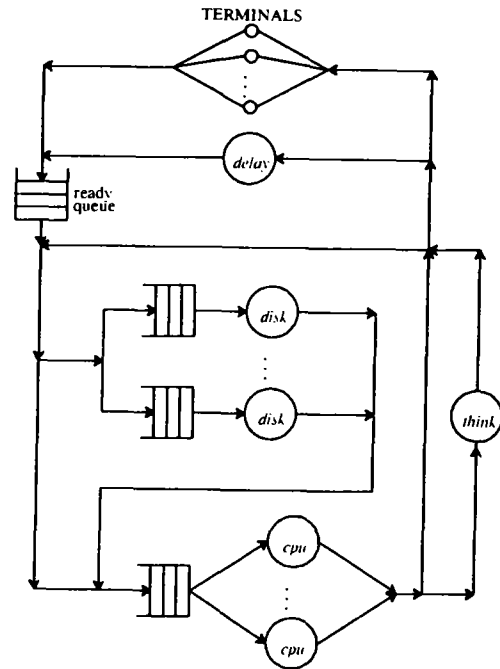 TERMINALS
delay
ready
queue
disk
disk
think
cpu
cpu